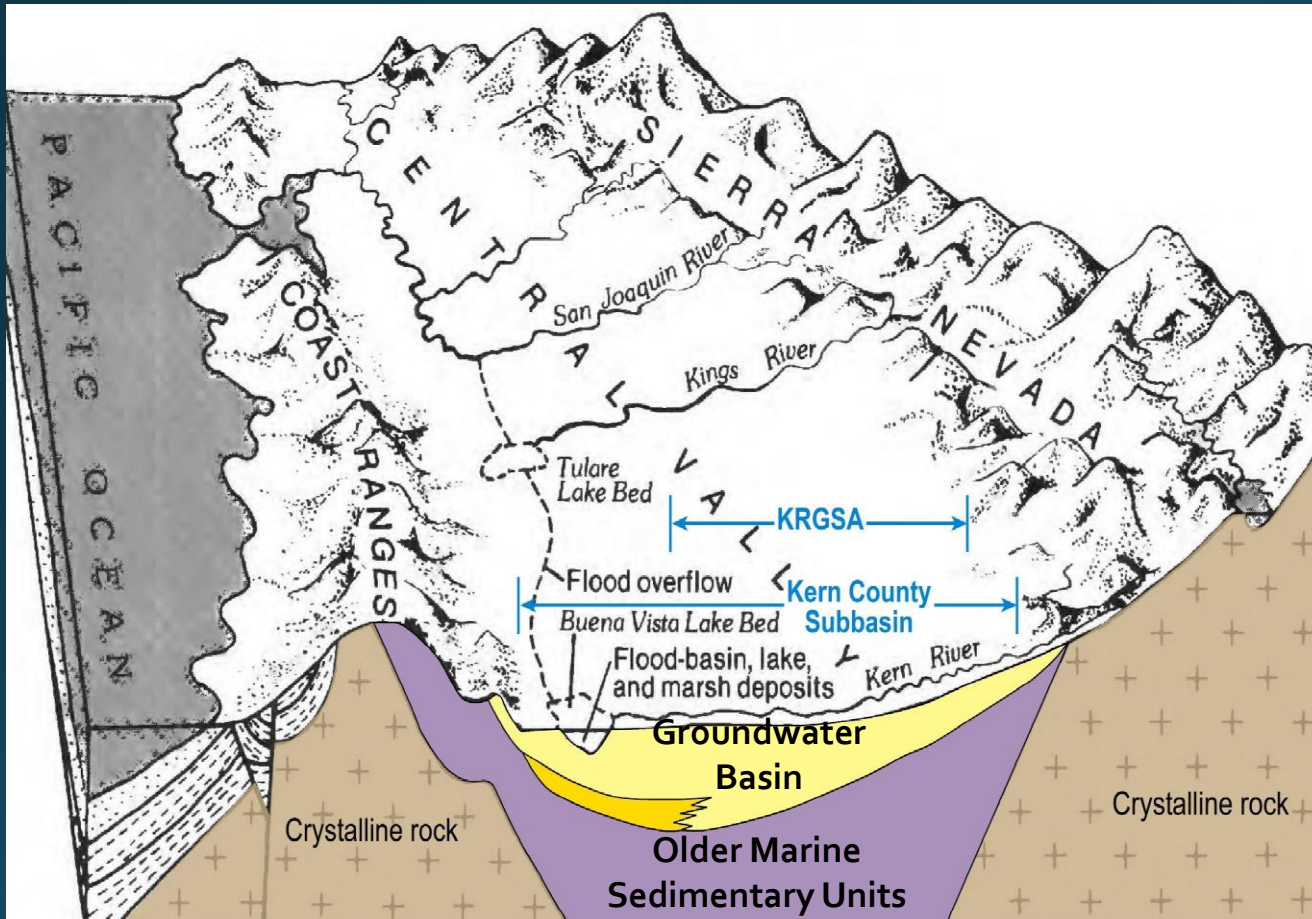 PACIFIC OCEAN
COAST RANGES
CENTRAL VALLEY
SIERRA NEVADA
San Joaquin River
Kings River
Tulare
Lake Bed
KRGSA
Flood overflow
Kern County
Subbasin
Buena Vista Lake Bed
Flood-basin, lake,
and marsh deposits
Kern River
Groundwater
Basin
Crystalline rock
Crystalline rock
Older Marine
Sedimentary Units